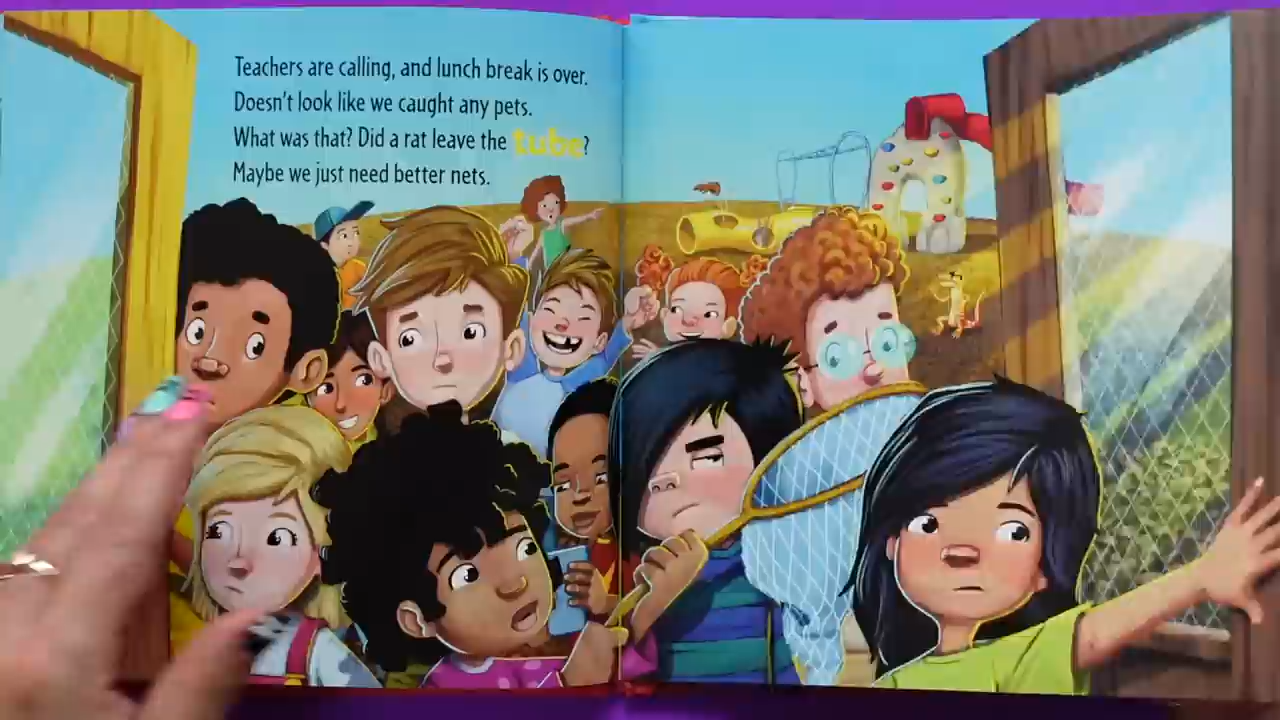 Teachers are calling, and lunch break is over.
Doesn't look like we caught any pets.
What was that? Did a rat leave the tube?
Maybe we just need better nets.